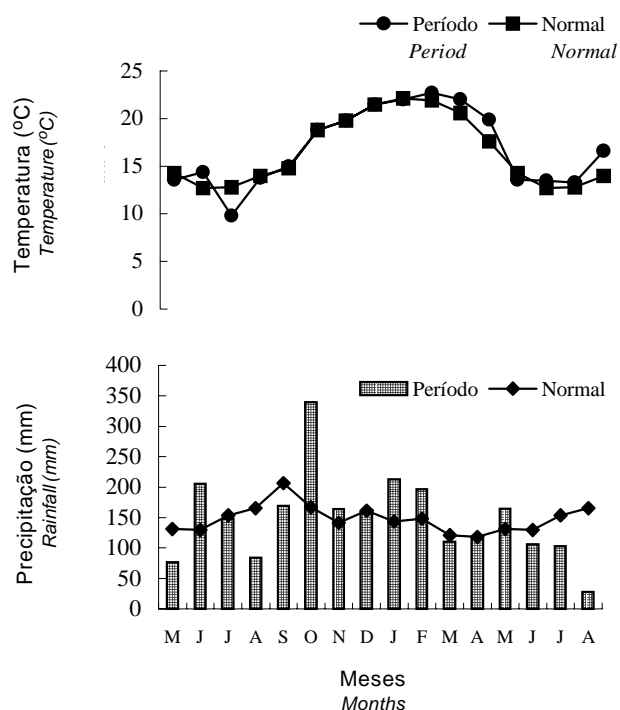 Período Normal
Period Normal
25
20
15
10
5
0
Temperatura (ºC)
Temperature (ºC)
400
350
300
250
200
150
100
50
0
Período Normal
Precipitação (mm)
Rainfall (mm)
M J J A S O N D J F M A M J J A
Meses
Months